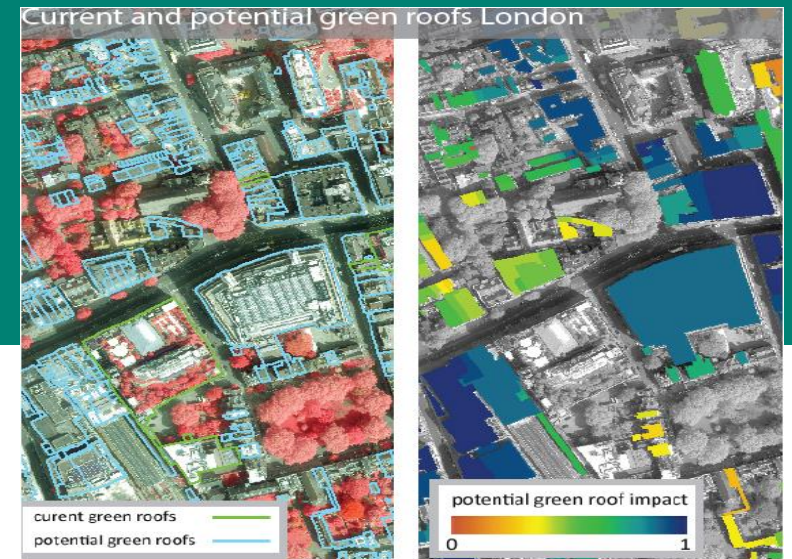 Current and potential green roofs London
curent green roofs
potential green roofs
potential green roof impact
0 1